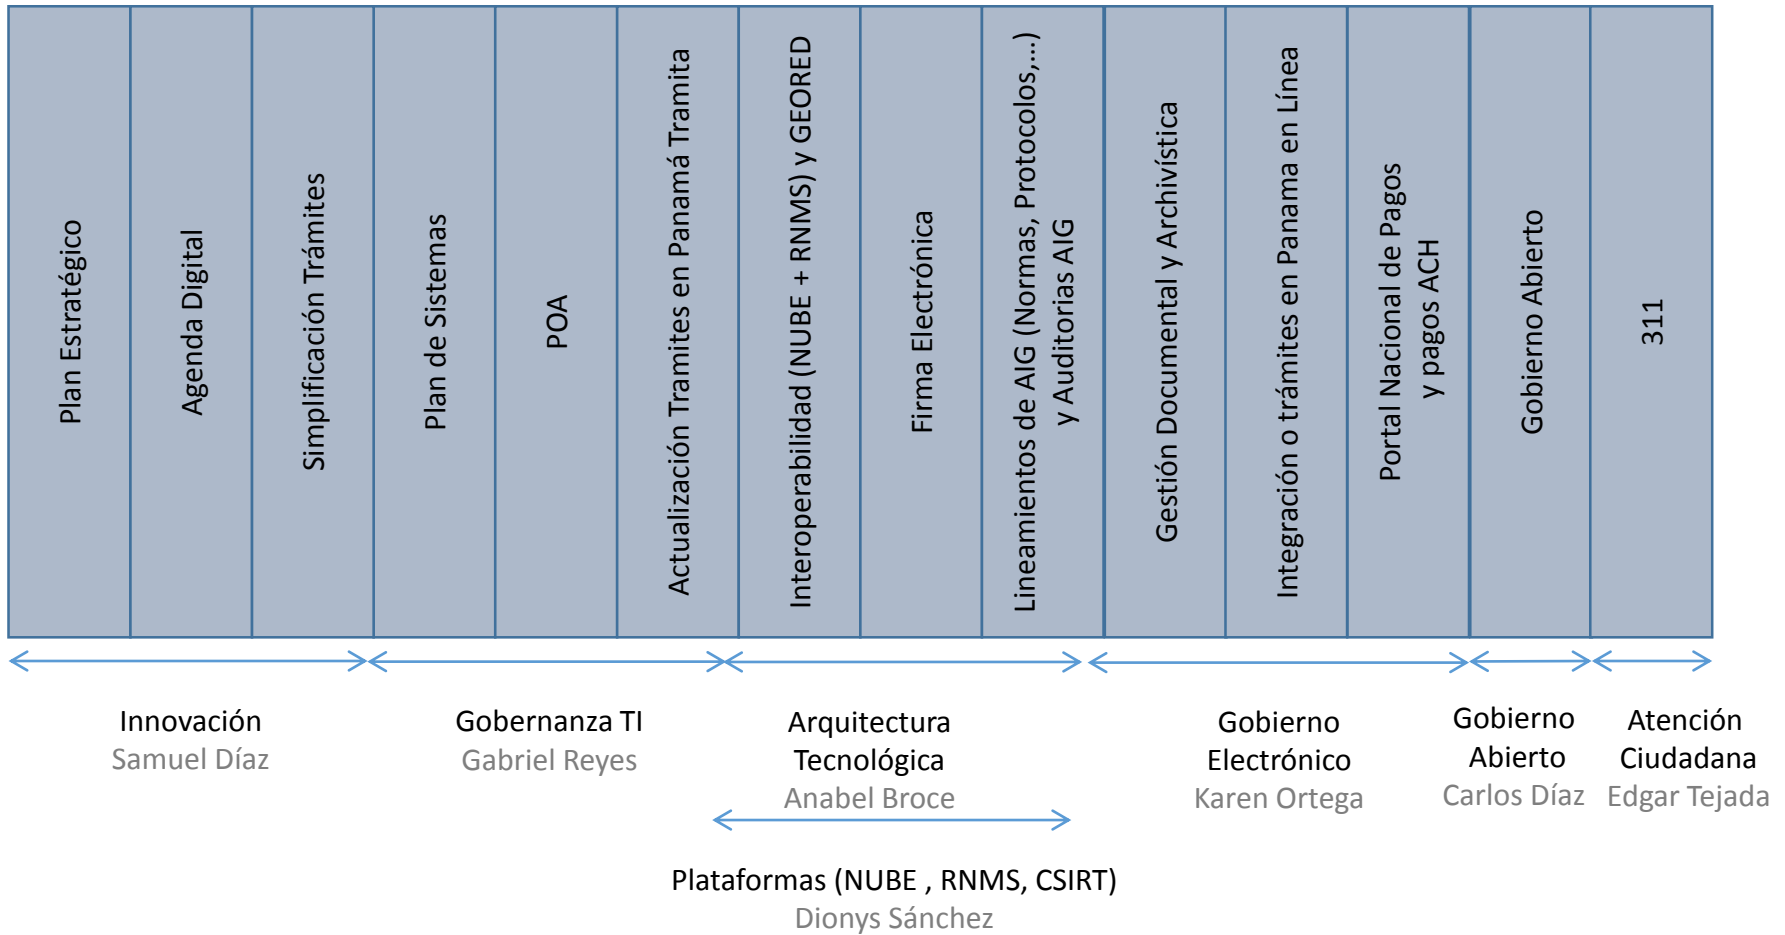 Plan Estratégico
Agenda Digital
Simplificación Trámites
Plan de Sistemas
POA
Actualización Tramites en Panamá Tramita
Interoperabilidad (NUBE + RNMS) y GEORED
Firma Electrónica
Lineamientos de AIG (Normas, Protocolos,...)
y Auditorias AIG
Gestión Documental y Archivística
Integración o trámites en Panama en Línea
Portal Nacional de Pagos
y pagos ACH
Gobierno Abierto
311
Innovación
Samuel Díaz
Gobernanza TI
Gabriel Reyes
Arquitectura
Tecnológica
Anabel Broce
Gobierno
Electrónico
Karen Ortega
Gobierno
Abierto
Carlos Díaz
Atención
Ciudadana
Edgar Tejada
Plataformas (NUBE , RNMS, CSIRT)
Dionys Sánchez